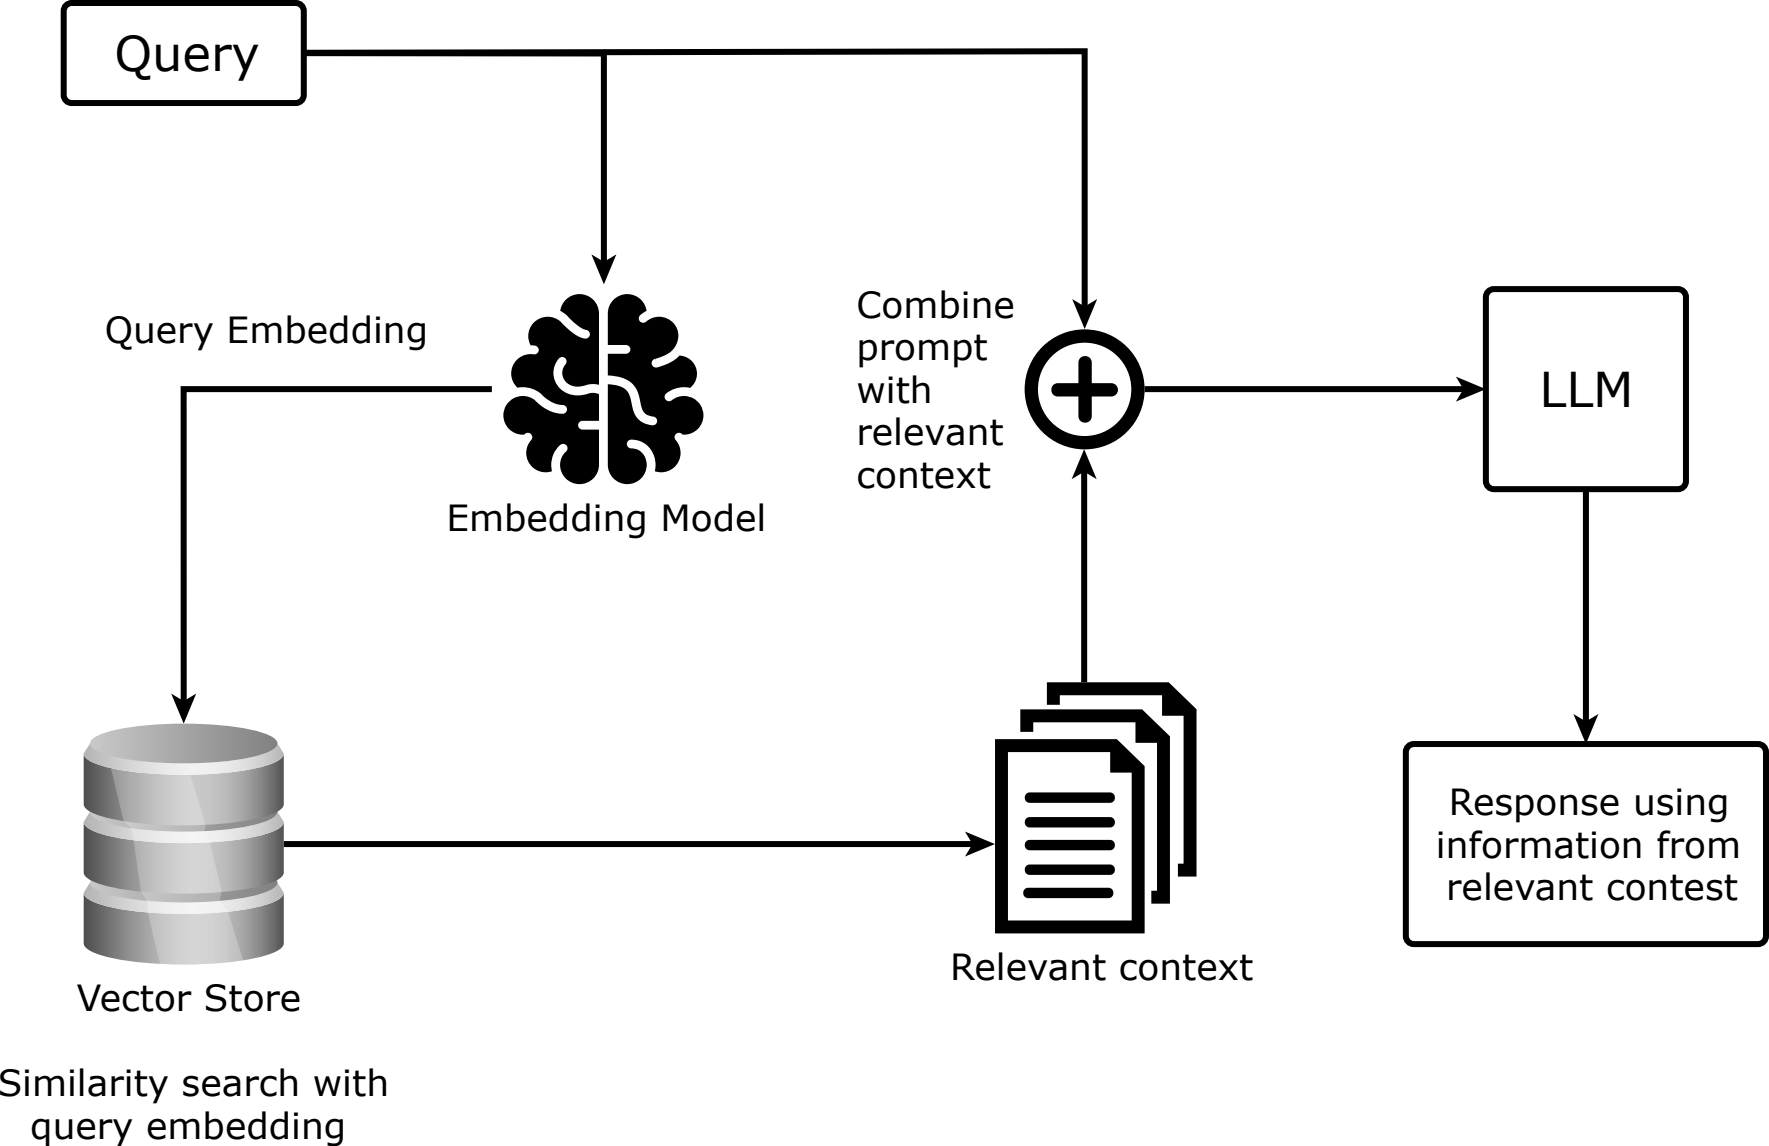 Query
Query Embedding
Embedding Model
Combine
prompt
with
relevant
context
LLM
Vector Store
Similarity search with
query embedding
Relevant context
Response using
information from
relevant contest